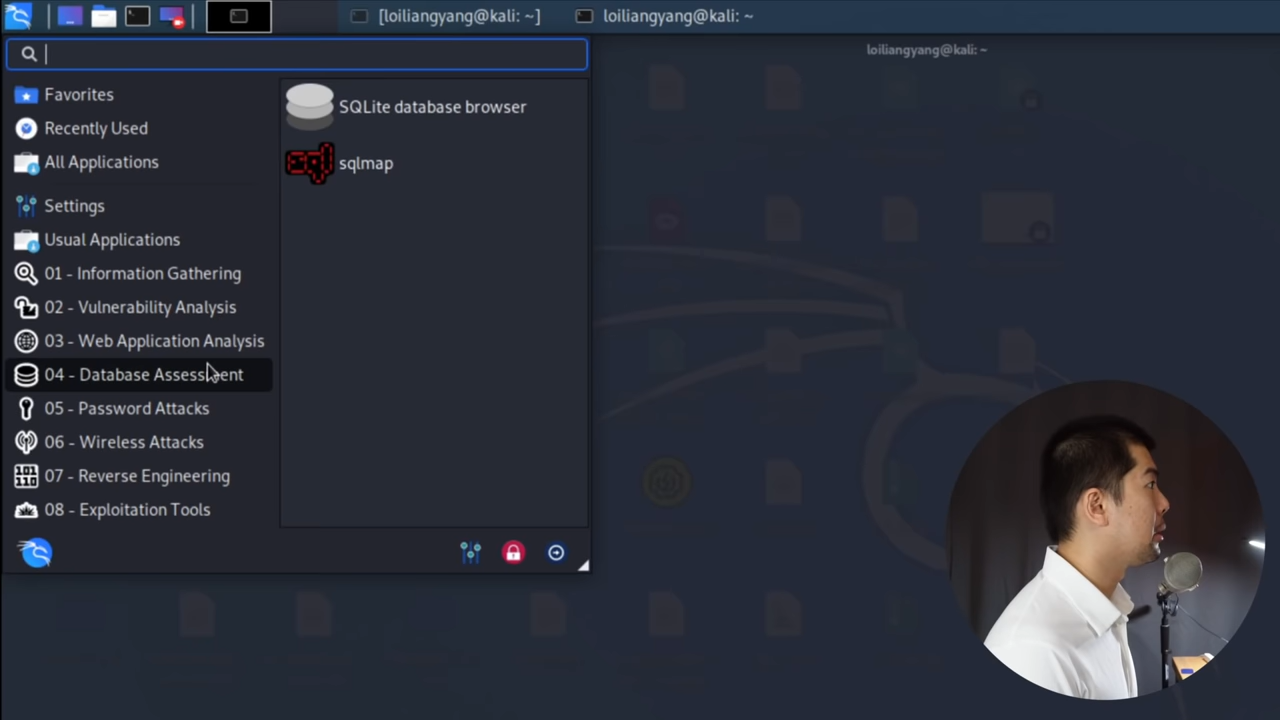 [loiliangyang@kali: ~]
loiliangyang@kali: ~
loiliangyang@kali: ~
Favorites
Recently Used
All Applications
Settings
Usual Applications
01 - Information Gathering
02 - Vulnerability Analysis
03 - Web Application Analysis
04 - Database Assessment
05 - Password Attacks
06 - Wireless Attacks
07 - Reverse Engineering
08 - Exploitation Tools
SQLite database browser
sql
sqlmap